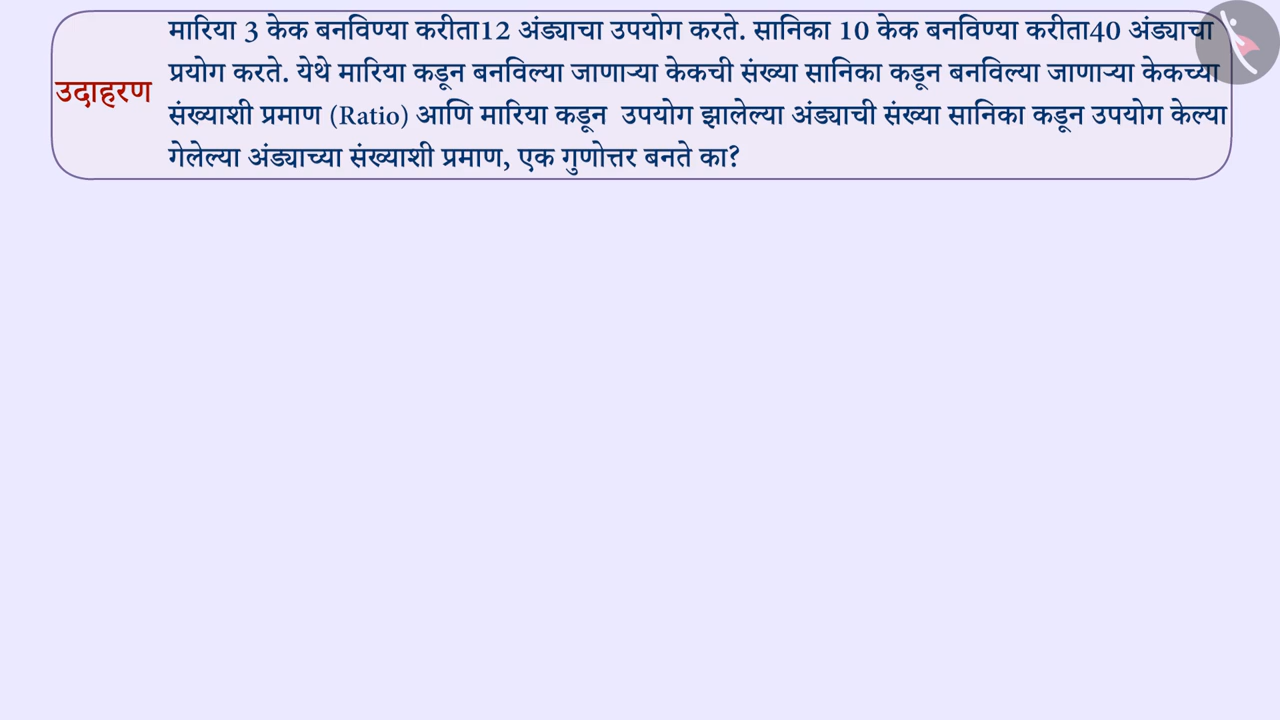 मारिया 3 केक बनविण्या करीता12 अंड्याचा उपयोग करते. सानिका 10 केक बनविण्या करीता40 अंड्याचा
उदाहरण
प्रयोग करते. येथे मारिया कडून बनविल्या जाणाऱ्या केकची संख्या सानिका कडून बनविल्या जाणाऱ्या केकच्या
संख्याशी प्रमाण (Ratio) आणि मारिया कडून उपयोग झालेल्या अंड्याची संख्या सानिका कडून उपयोग केल्या
गेलेल्या अंड्याच्या संख्याशी प्रमाण, एक गुणोत्तर बनते का?